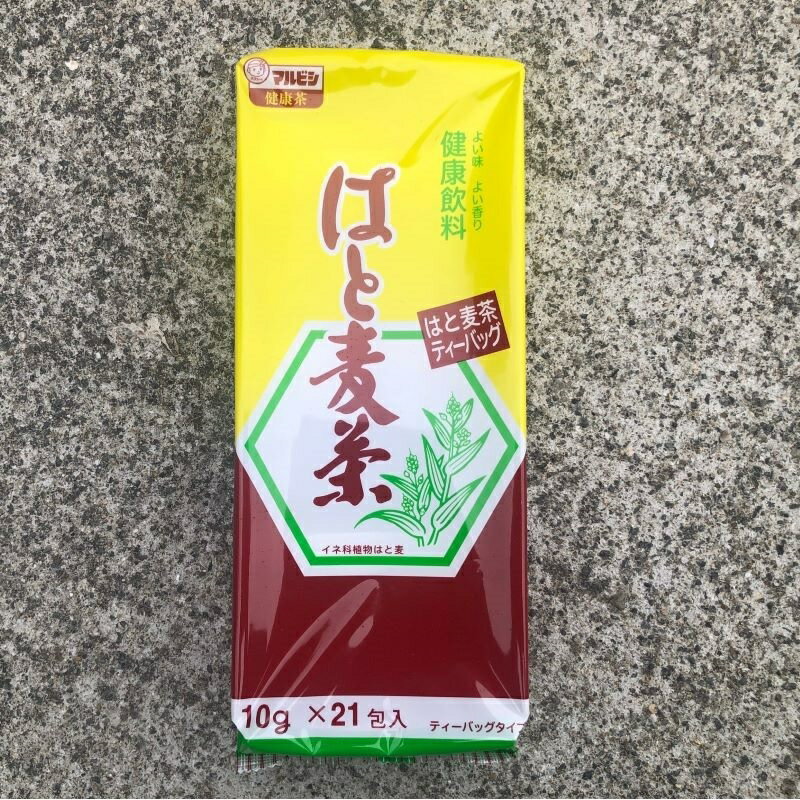 マルビシ
健康茶
よい味 よい香り
健康飲料
はと麦茶
はと麦茶
ティーバッグ
イネ科植物はと麦
10g ×21包入
ティーバッグタイプ